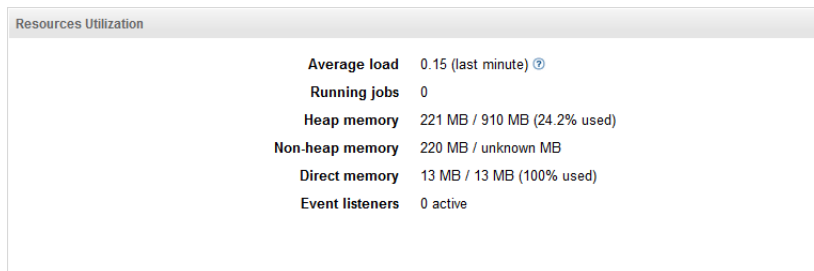 Resources Utilization
Average load 0.15 (last minute) ?
Running jobs 0
Heap memory 221 MB / 910 MB (24.2% used)
Non-heap memory 220 MB / unknown MB
Direct memory 13 MB / 13 MB (100% used)
Event listeners 0 active